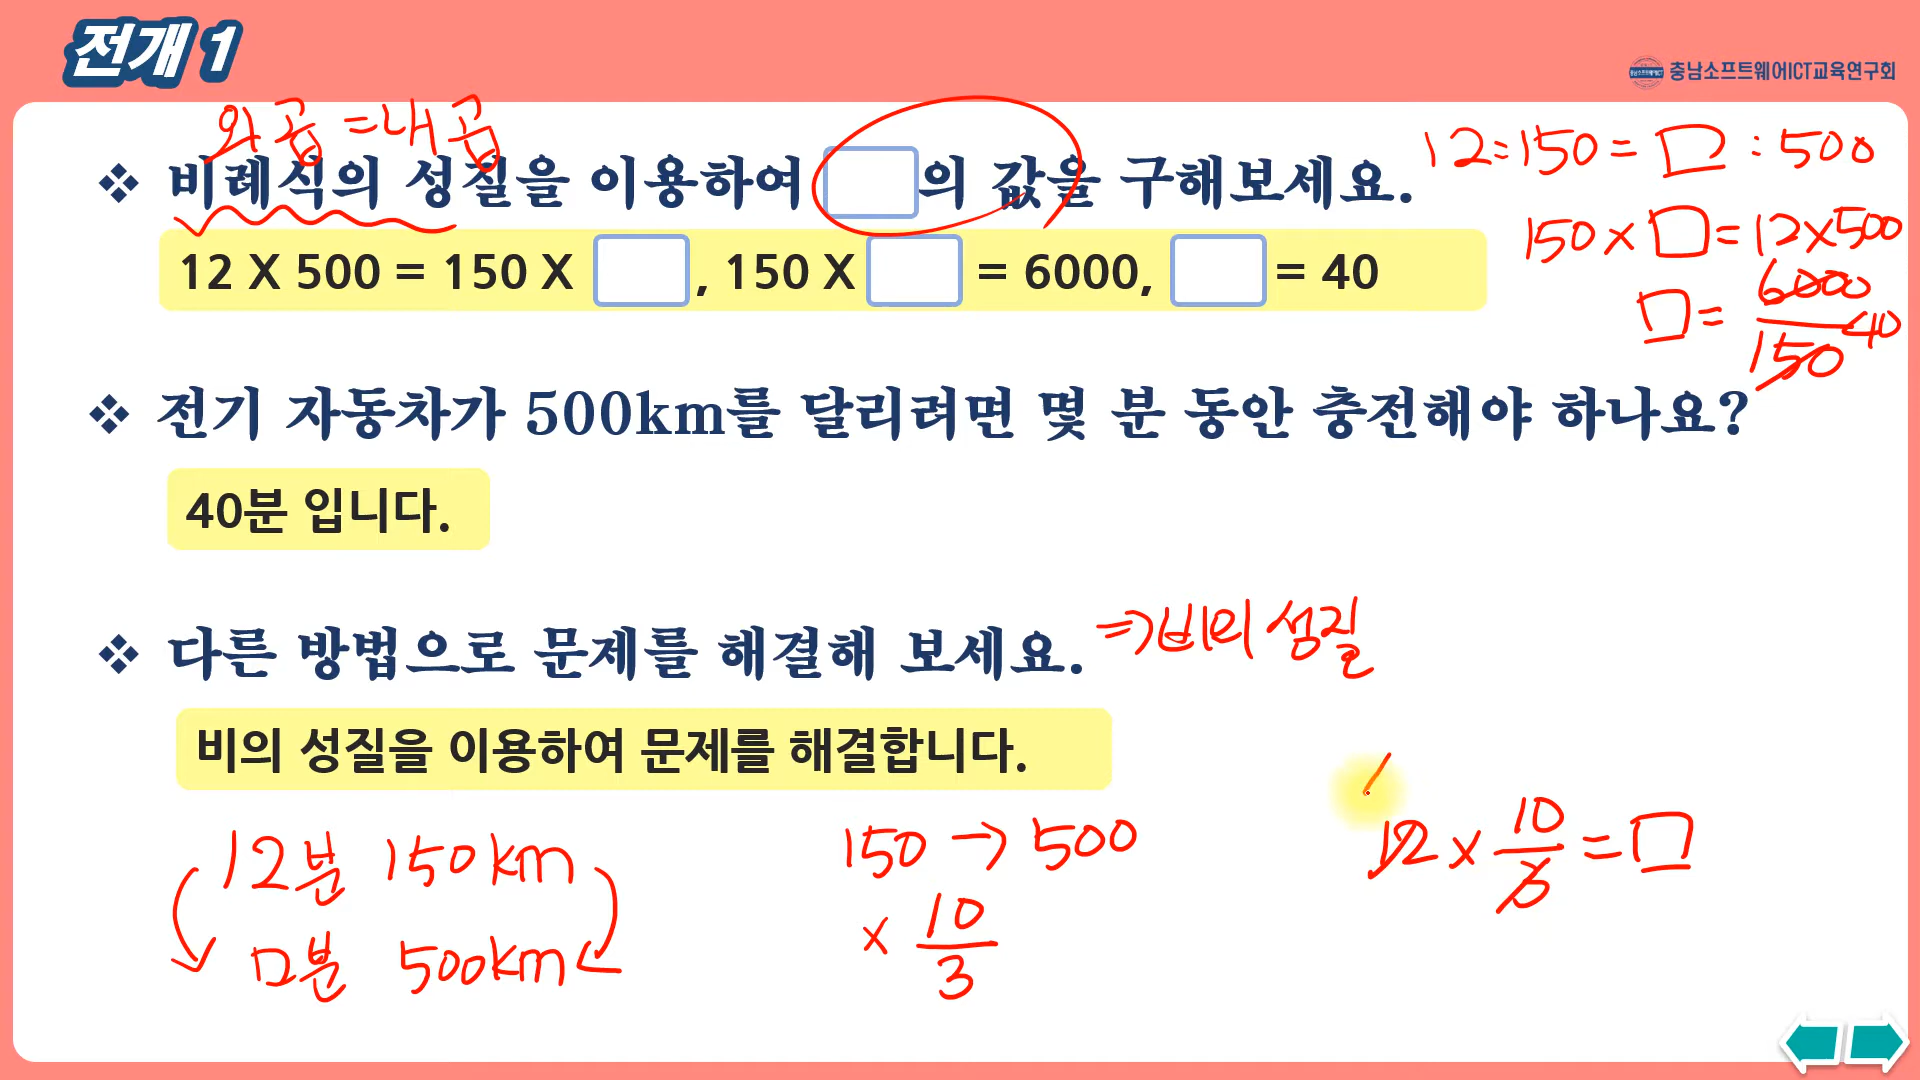 전개 1
충남소프트웨어ICT교육연구회
외곱=내곱
❖ 비례식의 성질을 이용하여 □의 값을 구해보세요.
12:150=□:500
12 X 500 = 150 X □, 150 X □ = 6000, □ = 40
150×□=12×500
□=6000/150 40
❖ 전기 자동차가 500km를 달리려면 몇 분 동안 충전해야 하나요?
40분 입니다.
❖ 다른 방법으로 문제를 해결해 보세요. ⇒비의 성질
비의 성질을 이용하여 문제를 해결합니다.
12분 150km
□분 500km
150→500
×10/3
12×10/3=□